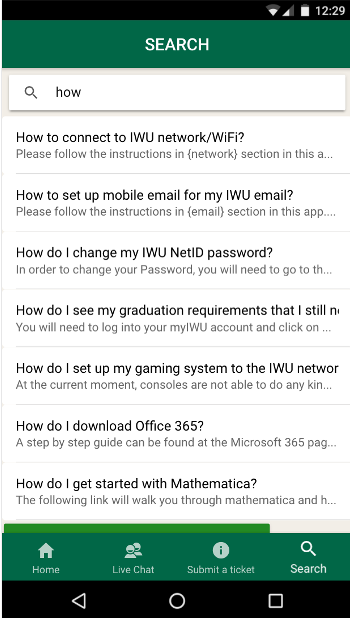 12:29
SEARCH
how
How to connect to IWU network/WiFi?
Please follow the instructions in {network} section in this a...
How to set up mobile email for my IWU email?
Please follow the instructions in {email} section in this app....
How do I change my IWU NetID password?
In order to change your Password, you will need to go to th...
How do I see my graduation requirements that I still
You will need to log into your myIWU account and click on ...
How do I set up my gaming system to the IWU networ
At the current moment, consoles are not able to do any kin...
How do I download Office 365?
A step by step guide can be found at the Microsoft 365 pag...
How do I get started with Mathematica?
The following link will walk you through mathematica and h...
Home
Live Chat
Submit a ticket
Search